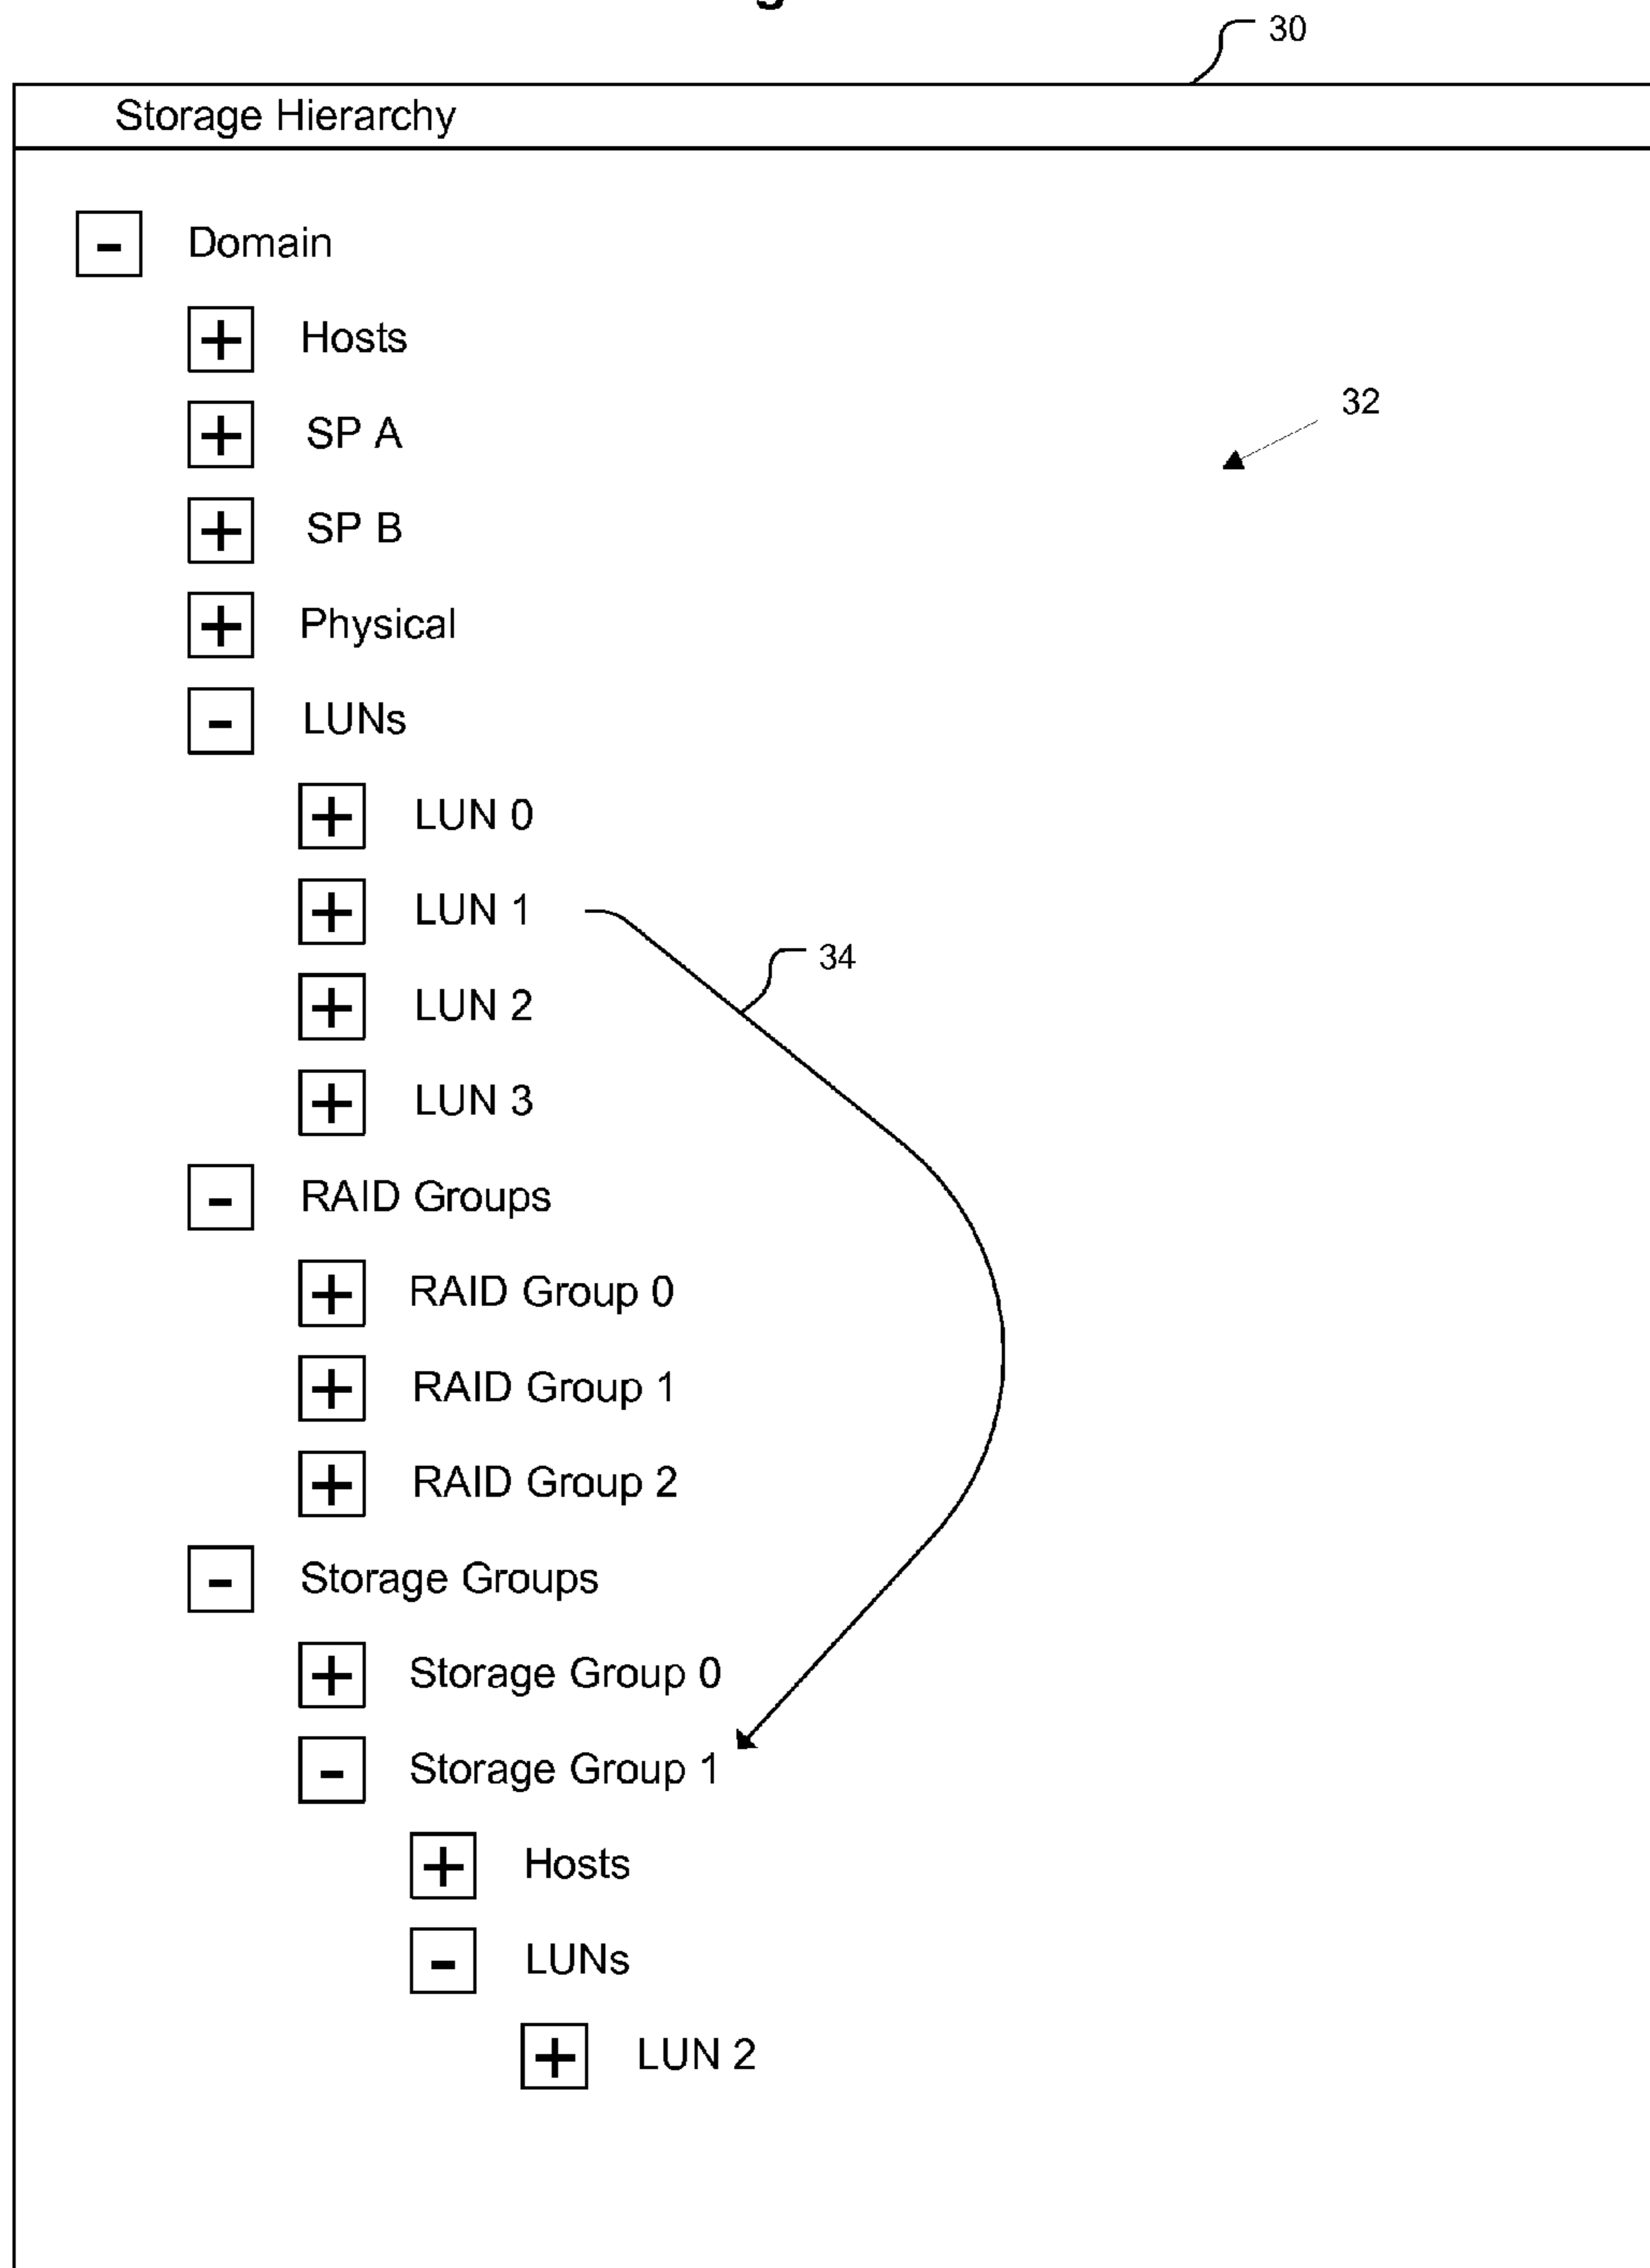 30
Storage Hierarchy
- Domain
+ Hosts
32
+ SP A
+ SP B
+ Physical
- LUNs
+ LUN 0
+ LUN 1
34
+ LUN 2
+ LUN 3
- RAID Groups
+ RAID Group 0
+ RAID Group 1
+ RAID Group 2
- Storage Groups
+ Storage Group 0
- Storage Group 1
+ Hosts
- LUNs
+ LUN 2